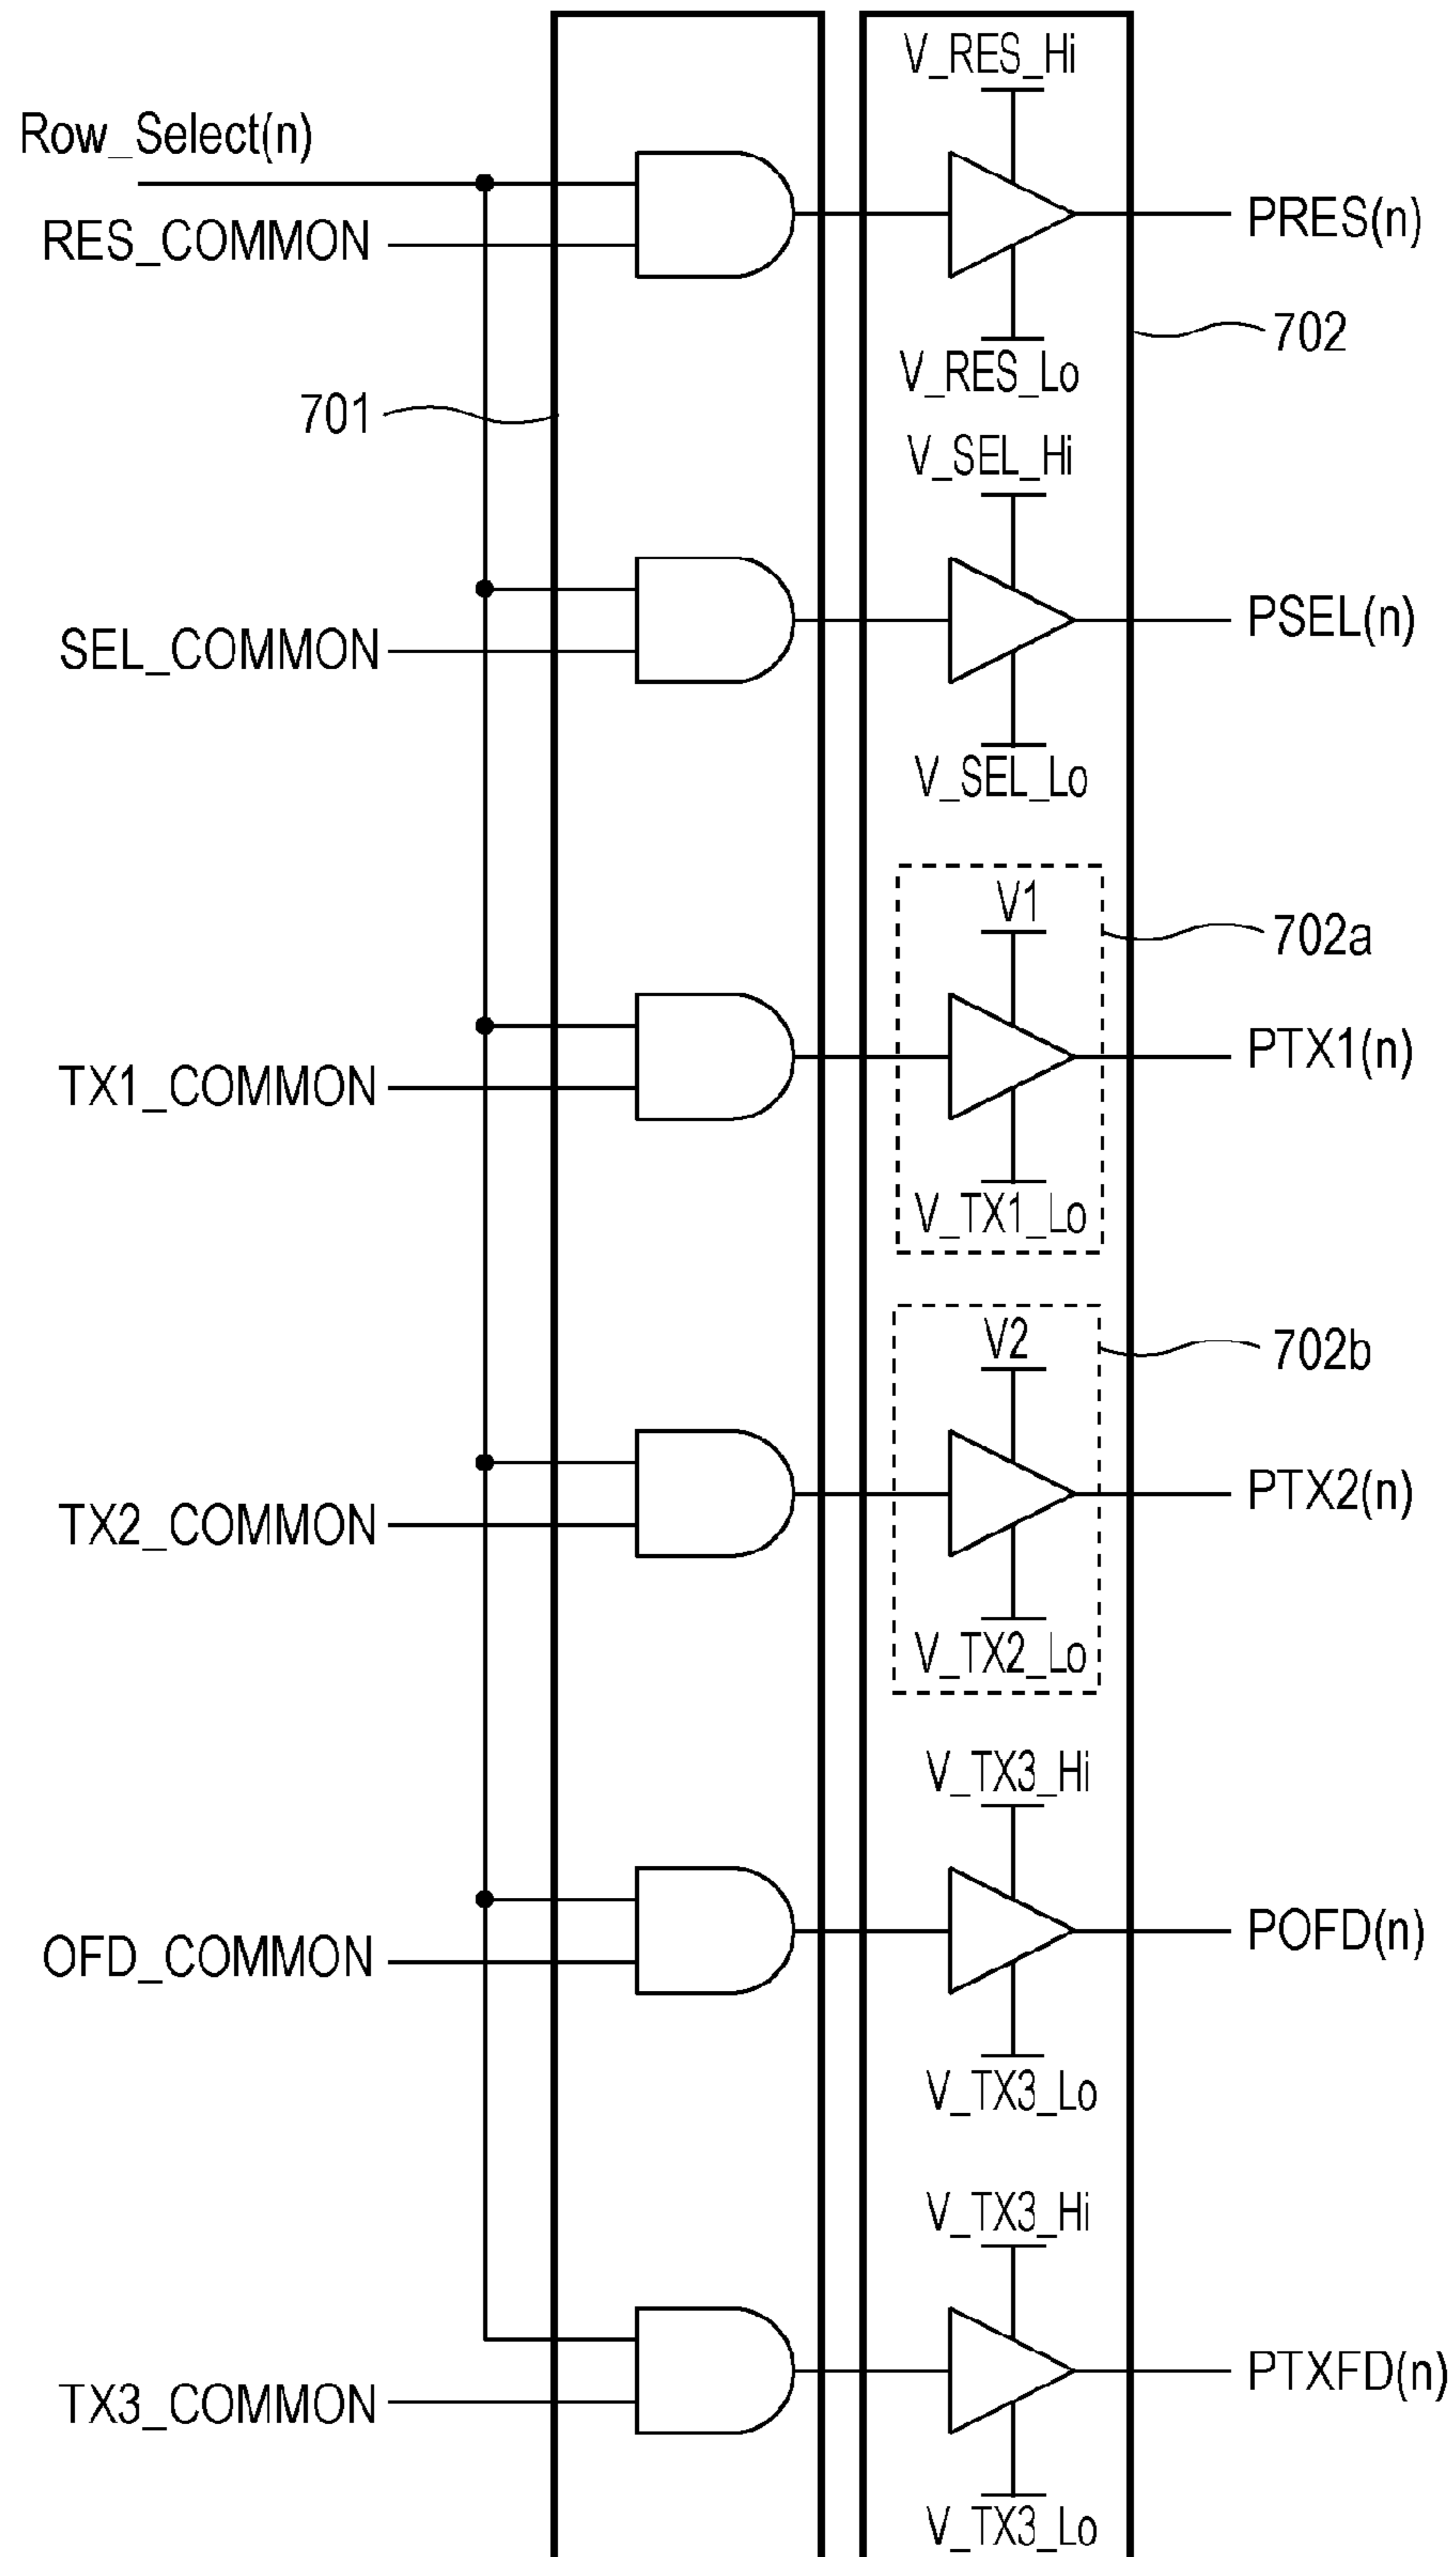 V_RES_Hi
Row_Select(n)
RES_COMMON
PRES(n)
702
V_RES_Lo
701
V_SEL_Hi
SEL_COMMON
PSEL(n)
V_SEL_Lo
V1
702a
TX1_COMMON
PTX1(n)
V_TX1_Lo
V2
702b
TX2_COMMON
PTX2(n)
V_TX2_Lo
V_TX3_Hi
OFD_COMMON
POFD(n)
V_TX3_Lo
V_TX3_Hi
TX3_COMMON
PTXFD(n)
V_TX3_Lo